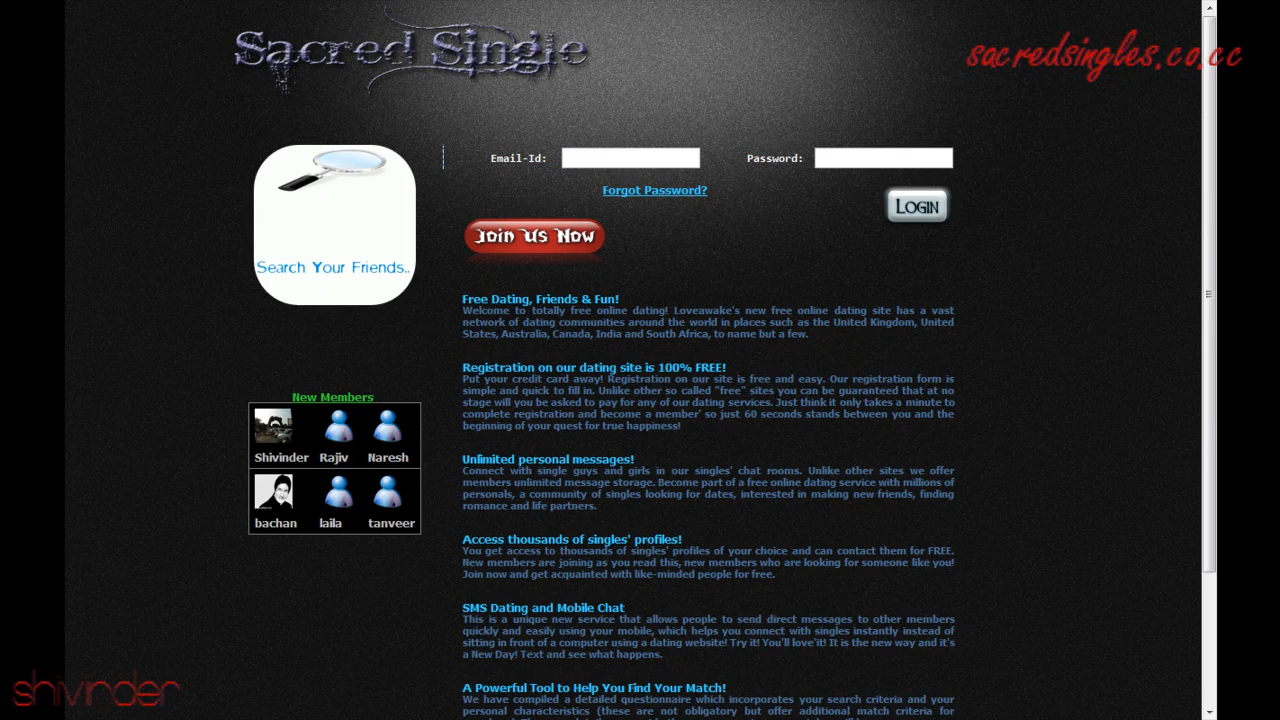 Sacred Single
sacredsingles.co.cc
Email-Id:
Password:
Forgot Password?
LOGIN
Join Us Now
Search Your Friends..
Free Dating, Friends & Fun!
Welcome to totally free online dating! Loveawake's new free online dating site has a vast
network of dating communities around the world in places such as the United Kingdom, United
States, Australia, Canada, India and South Africa, to name but a few.
Registration on our dating site is 100% FREE!
Put your credit card away! Registration on our site is free and easy. Our registration form is
simple and quick to fill in. Unlike other so called "free" sites you can be guaranteed that at no
stage will you be asked to pay for any of our dating services. Just think it only takes a minute to
complete registration and become a member' so just 60 seconds stands between you and the
beginning of your quest for true happiness!
New Members
Shivinder Rajiv Naresh
bachan laila tanveer
Unlimited personal messages!
Connect with single guys and girls in our singles' chat rooms. Unlike other sites we offer
members unlimited message storage. Become part of a free online dating service with millions of
personals, a community of singles looking for dates, interested in making new friends, finding
romance and life partners.
Access thousands of singles' profiles!
You get access to thousands of singles' profiles of your choice and can contact them for FREE.
New members are joining as you read this, new members who are looking for someone like you!
Join now and get acquainted with like-minded people for free.
SMS Dating and Mobile Chat
This is a unique new service that allows people to send direct messages to other members
quickly and easily using your mobile, which helps you connect with singles instantly instead of
sitting in front of a computer using a dating website! Try it! You'll love'it! It is the new way and it's
a New Day! Text and see what happens.
A Powerful Tool to Help You Find Your Match!
We have compiled a detailed questionnaire which incorporates your search criteria and your
personal characteristics (these are not obligatory but offer additional match criteria for
shivinder